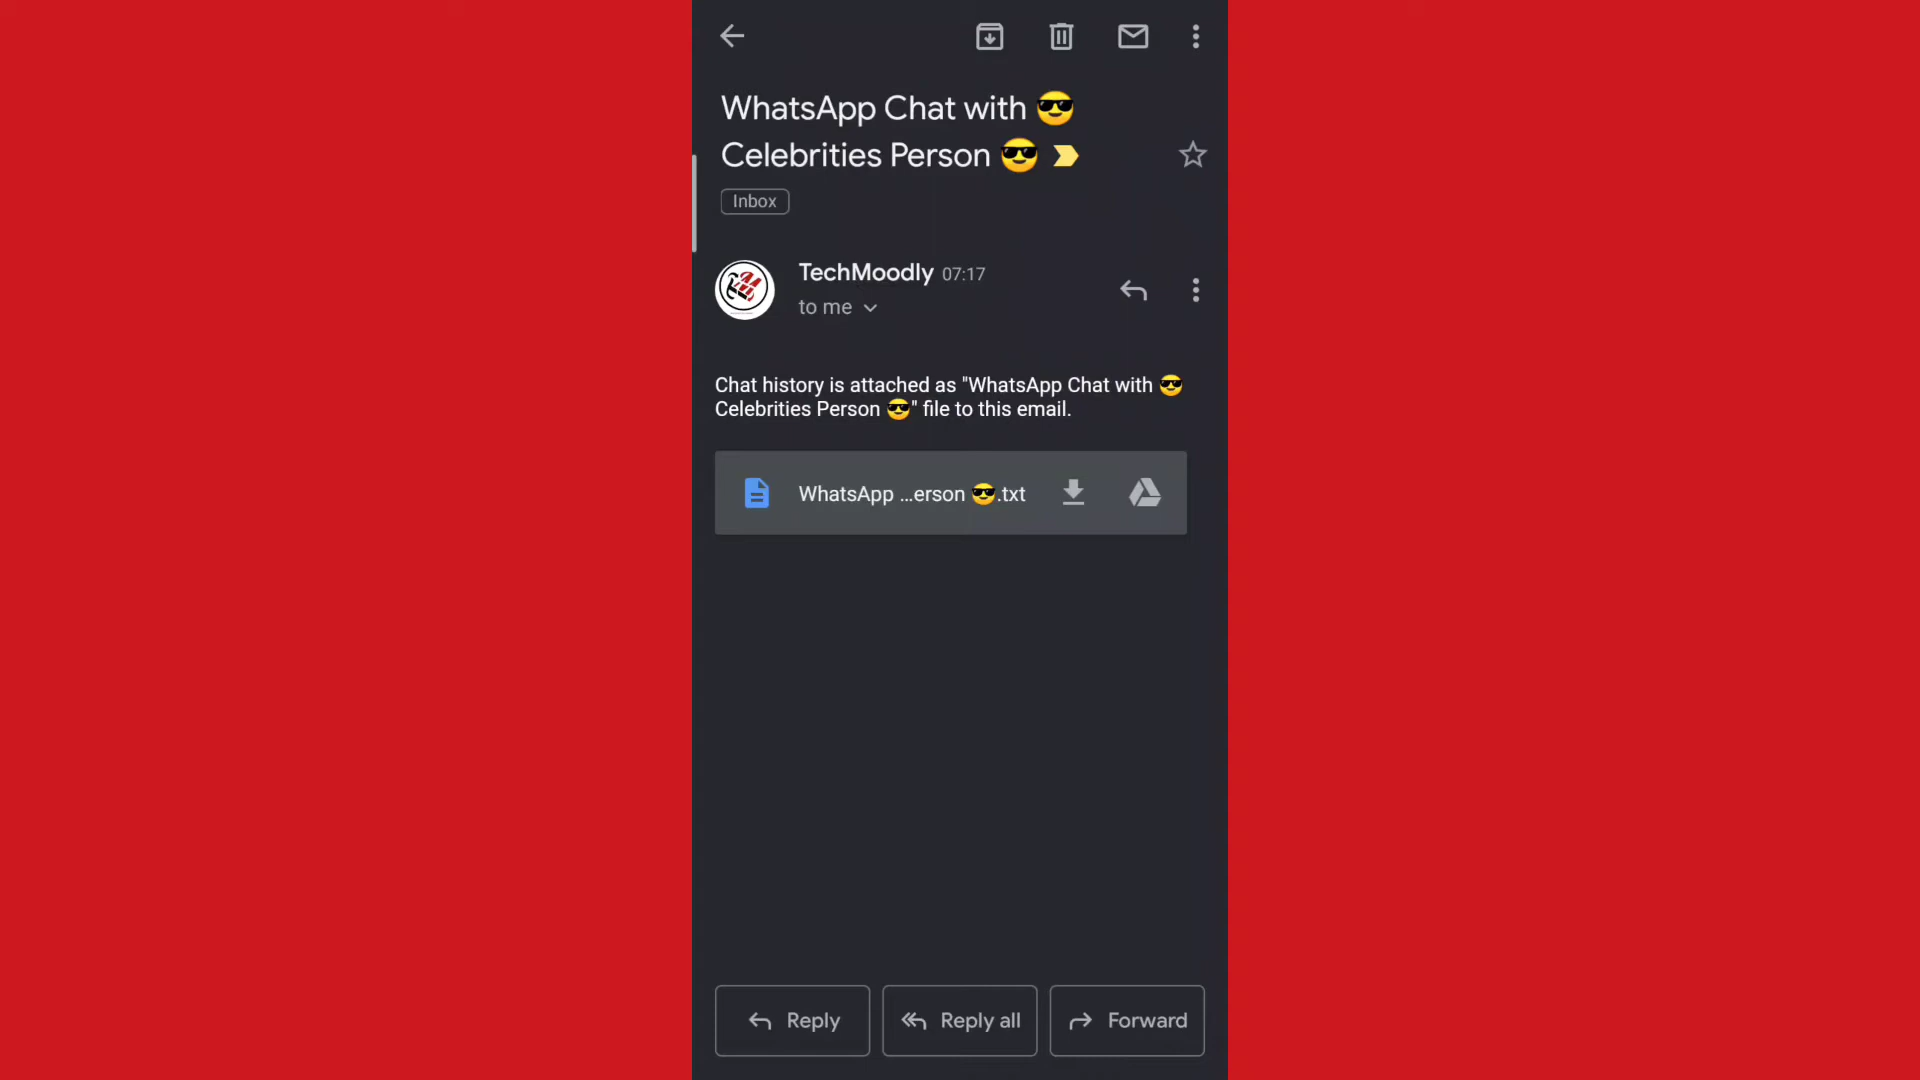 WhatsApp Chat with 😎
Celebrities Person 😎
Inbox
TechMoodly 07:17
to me
Chat history is attached as "WhatsApp Chat with 😎
Celebrities Person 😎" file to this email.
WhatsApp ...erson 😎.txt
Reply
Reply all
Forward